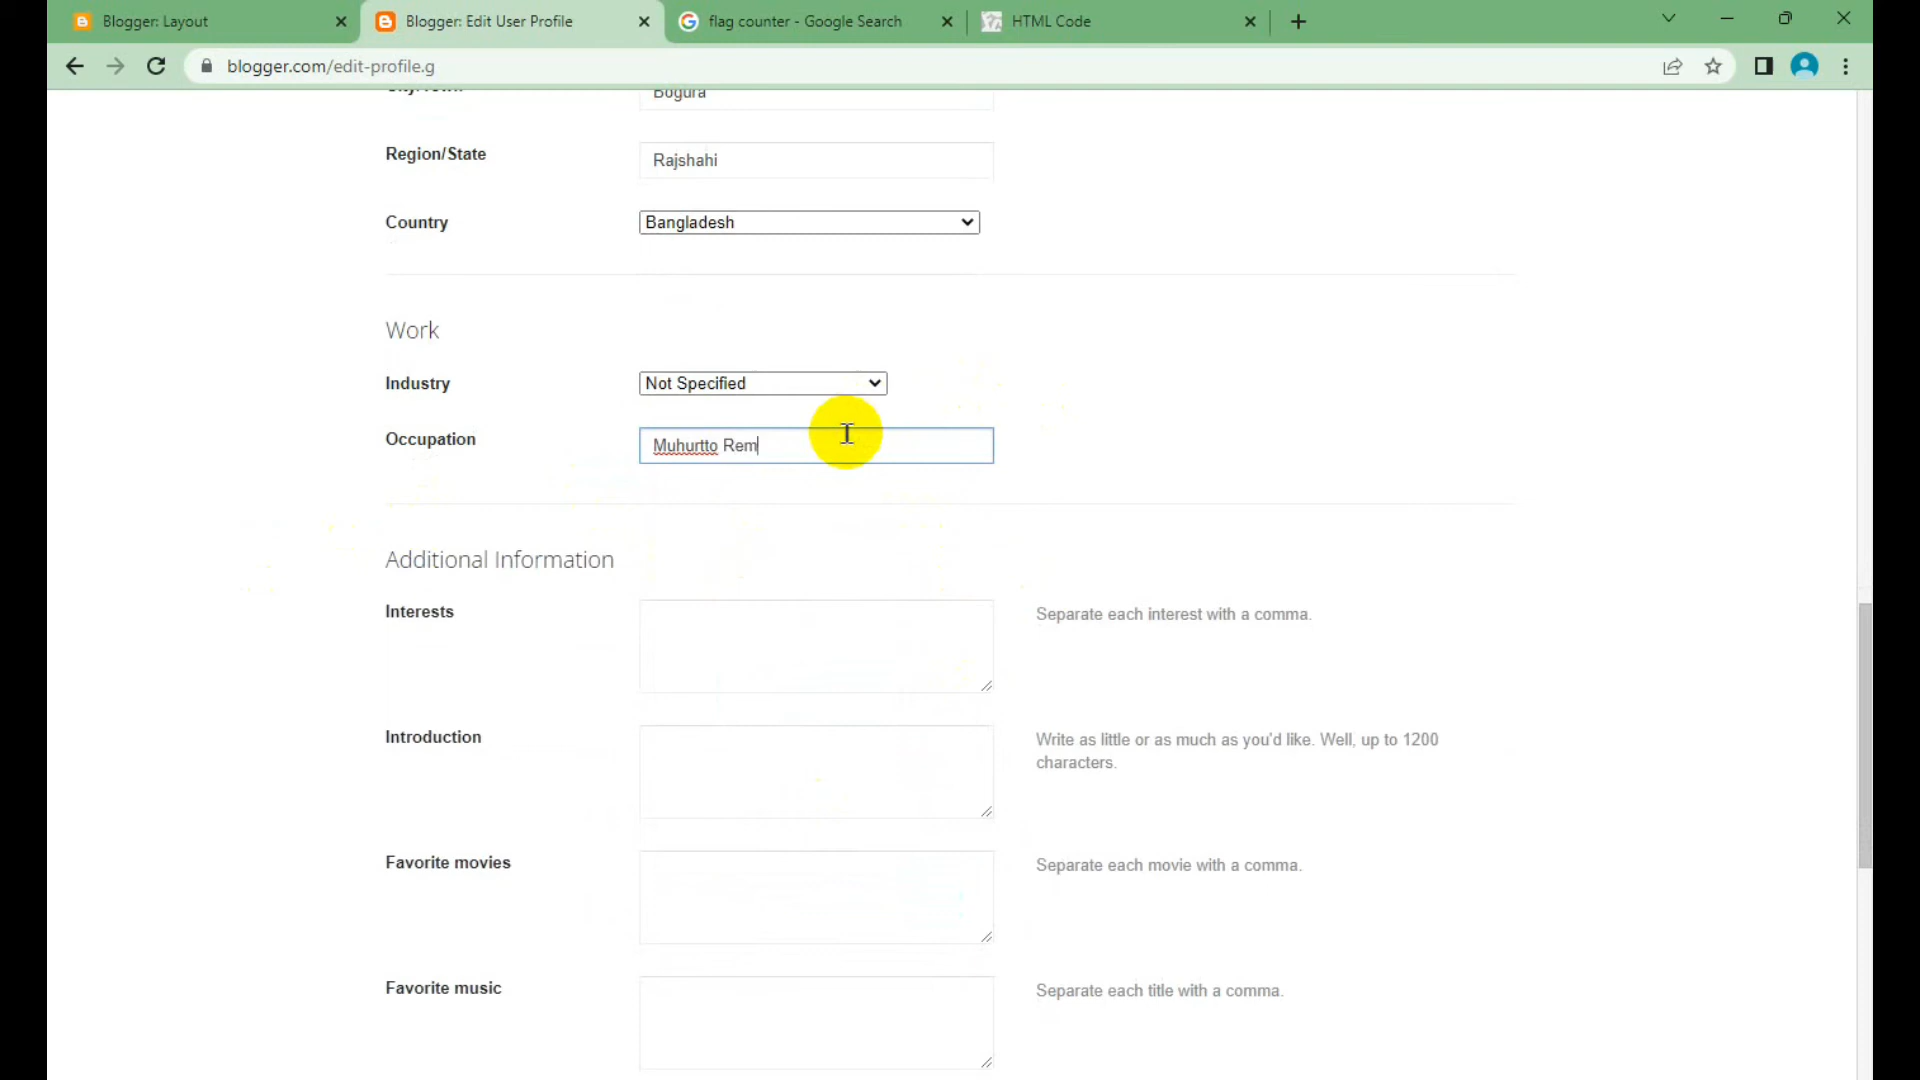 Blogger: Layout
Blogger: Edit User Profile
flag counter - Google Search
HTML Code
blogger.com/edit-profile.g
City/Town
Bogura
Region/State
Rajshahi
Country
Bangladesh
Work
Industry
Not Specified
Occupation
Muhurtto Rem
Additional Information
Interests
Separate each interest with a comma.
Introduction
Write as little or as much as you'd like. Well, up to 1200
characters.
Favorite movies
Separate each movie with a comma.
Favorite music
Separate each title with a comma.